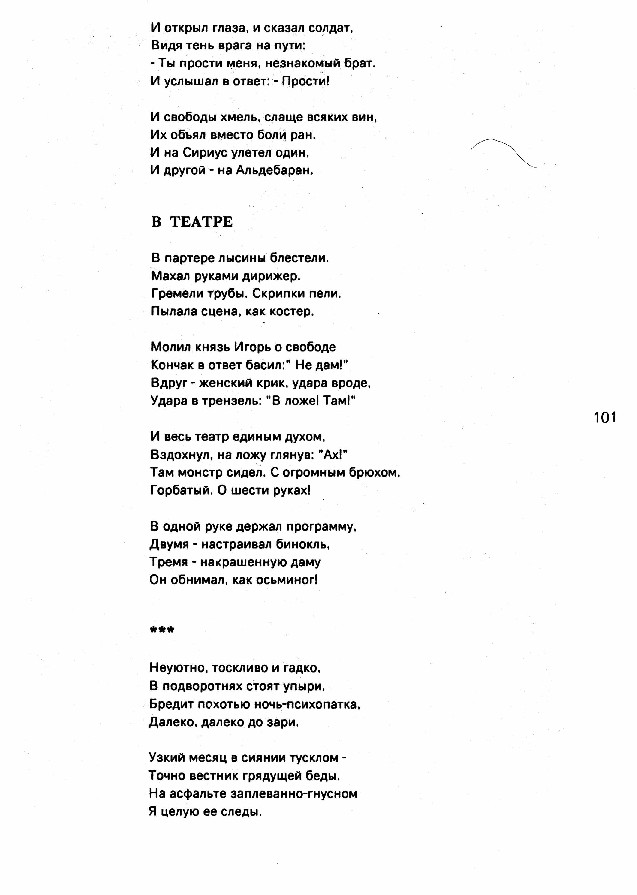 И открыл глаза, и сказал солдат,
Видя тень врага на пути:
- Ты прости меня, незнакомый брат.
И услышал в ответ: - Прости!
И свободы хмель, слаще всяких вин,
Их объял вместо боли ран.
И на Сириус улетел один,
И другой - на Альдебаран.
В ТЕАТРЕ
В партере лысины блестели.
Махал руками дирижер.
Гремели трубы. Скрипки пели.
Пылала сцена, как костер.
Молил князь Игорь о свободе
Кончак в ответ басил:" Не дам!"
Вдруг - женский крик, удара вроде,
Удара в трензель: "В ложе! Там!"
101
И весь театр единым духом,
Вздохнул, на ложу глянув: "Ах!"
Там монстр сидел. С огромным брюхом.
Горбатый. О шести руках!
В одной руке держал программу,
Двумя - настраивал бинокль,
Тремя - накрашенную даму
Он обнимал, как осьминог!
***
Неуютно, тоскливо и гадко.
В подворотнях стоят упыри.
Бредит похотью ночь-психопатка.
Далеко, далеко до зари.
Узкий месяц в сиянии тусклом -
Точно вестник грядущей беды.
На асфальте заплеванно-гнусном
Я целую ее следы.